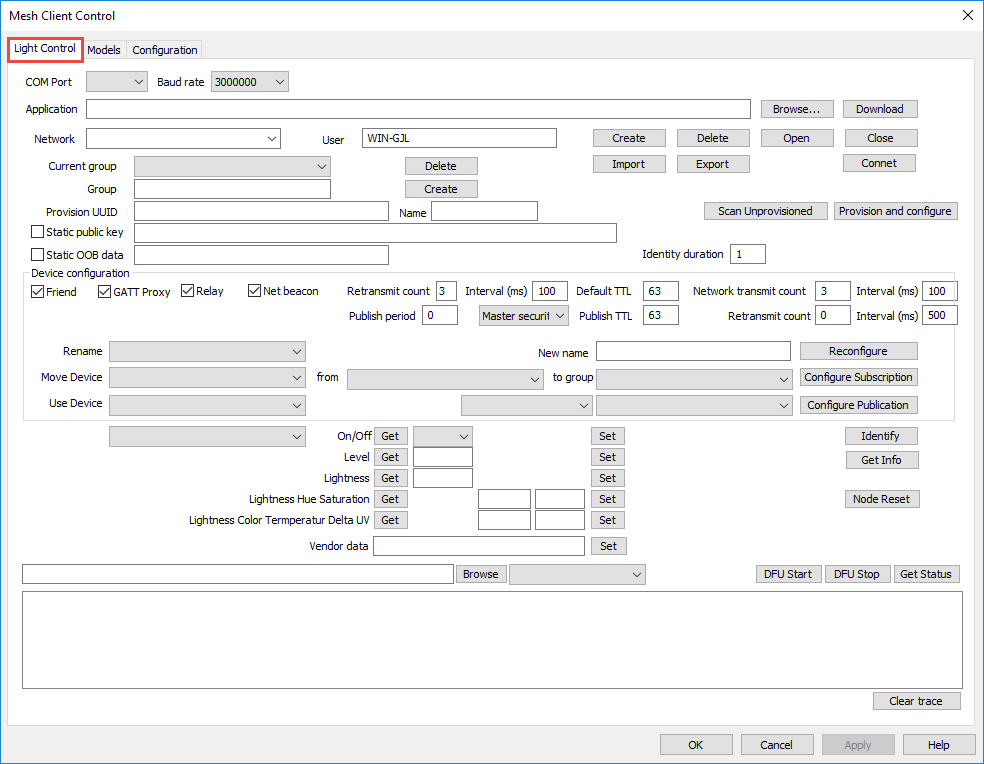 Mesh Client Control
Light Control Models Configuration
COM Port Baud rate 3000000
Application Browse... Download
Network User WIN-GJL Create Delete Open Close
Current group Delete Import Export Connet
Group Create
Provision UUID Name Scan Unprovisioned Provision and configure
Static public key
Static OOB data Identity duration 1
Device configuration
Friend GATT Proxy Relay Net beacon Retransmit count 3 Interval (ms) 100 Default TTL 63 Network transmit count 3 Interval (ms) 100
Publish period 0 Master securit Publish TTL 63 Retransmit count 0 Interval (ms) 500
Rename New name Reconfigure
Move Device from to group Configure Subscription
Use Device Configure Publication
On/Off Get Set Identify
Level Get Set Get Info
Lightness Get Set
Lightness Hue Saturation Get Set Node Reset
Lightness Color Termperatur Delta UV Get Set
Vendor data Set
Browse DFU Start DFU Stop Get Status
Clear trace
OK Cancel Apply Help